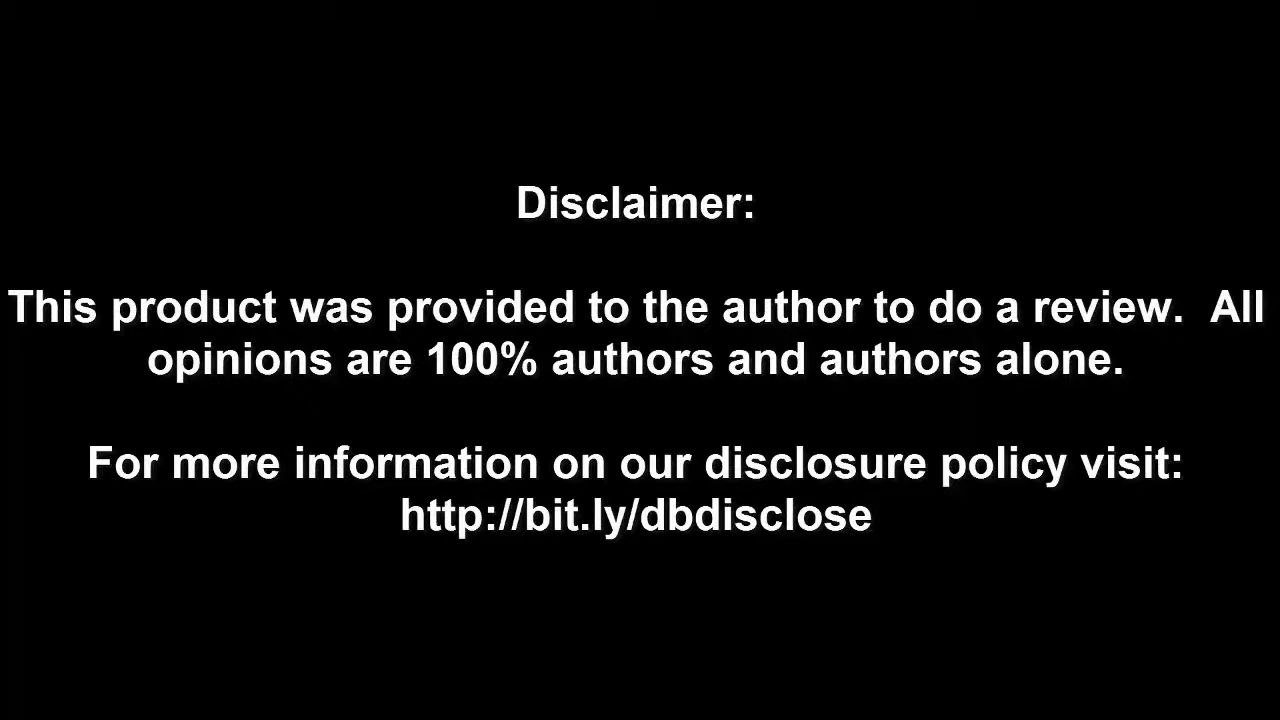 Disclaimer:
This product was provided to the author to do a review.  All
opinions are 100% authors and authors alone.
For more information on our disclosure policy visit:
http://bit.ly/dbdisclose